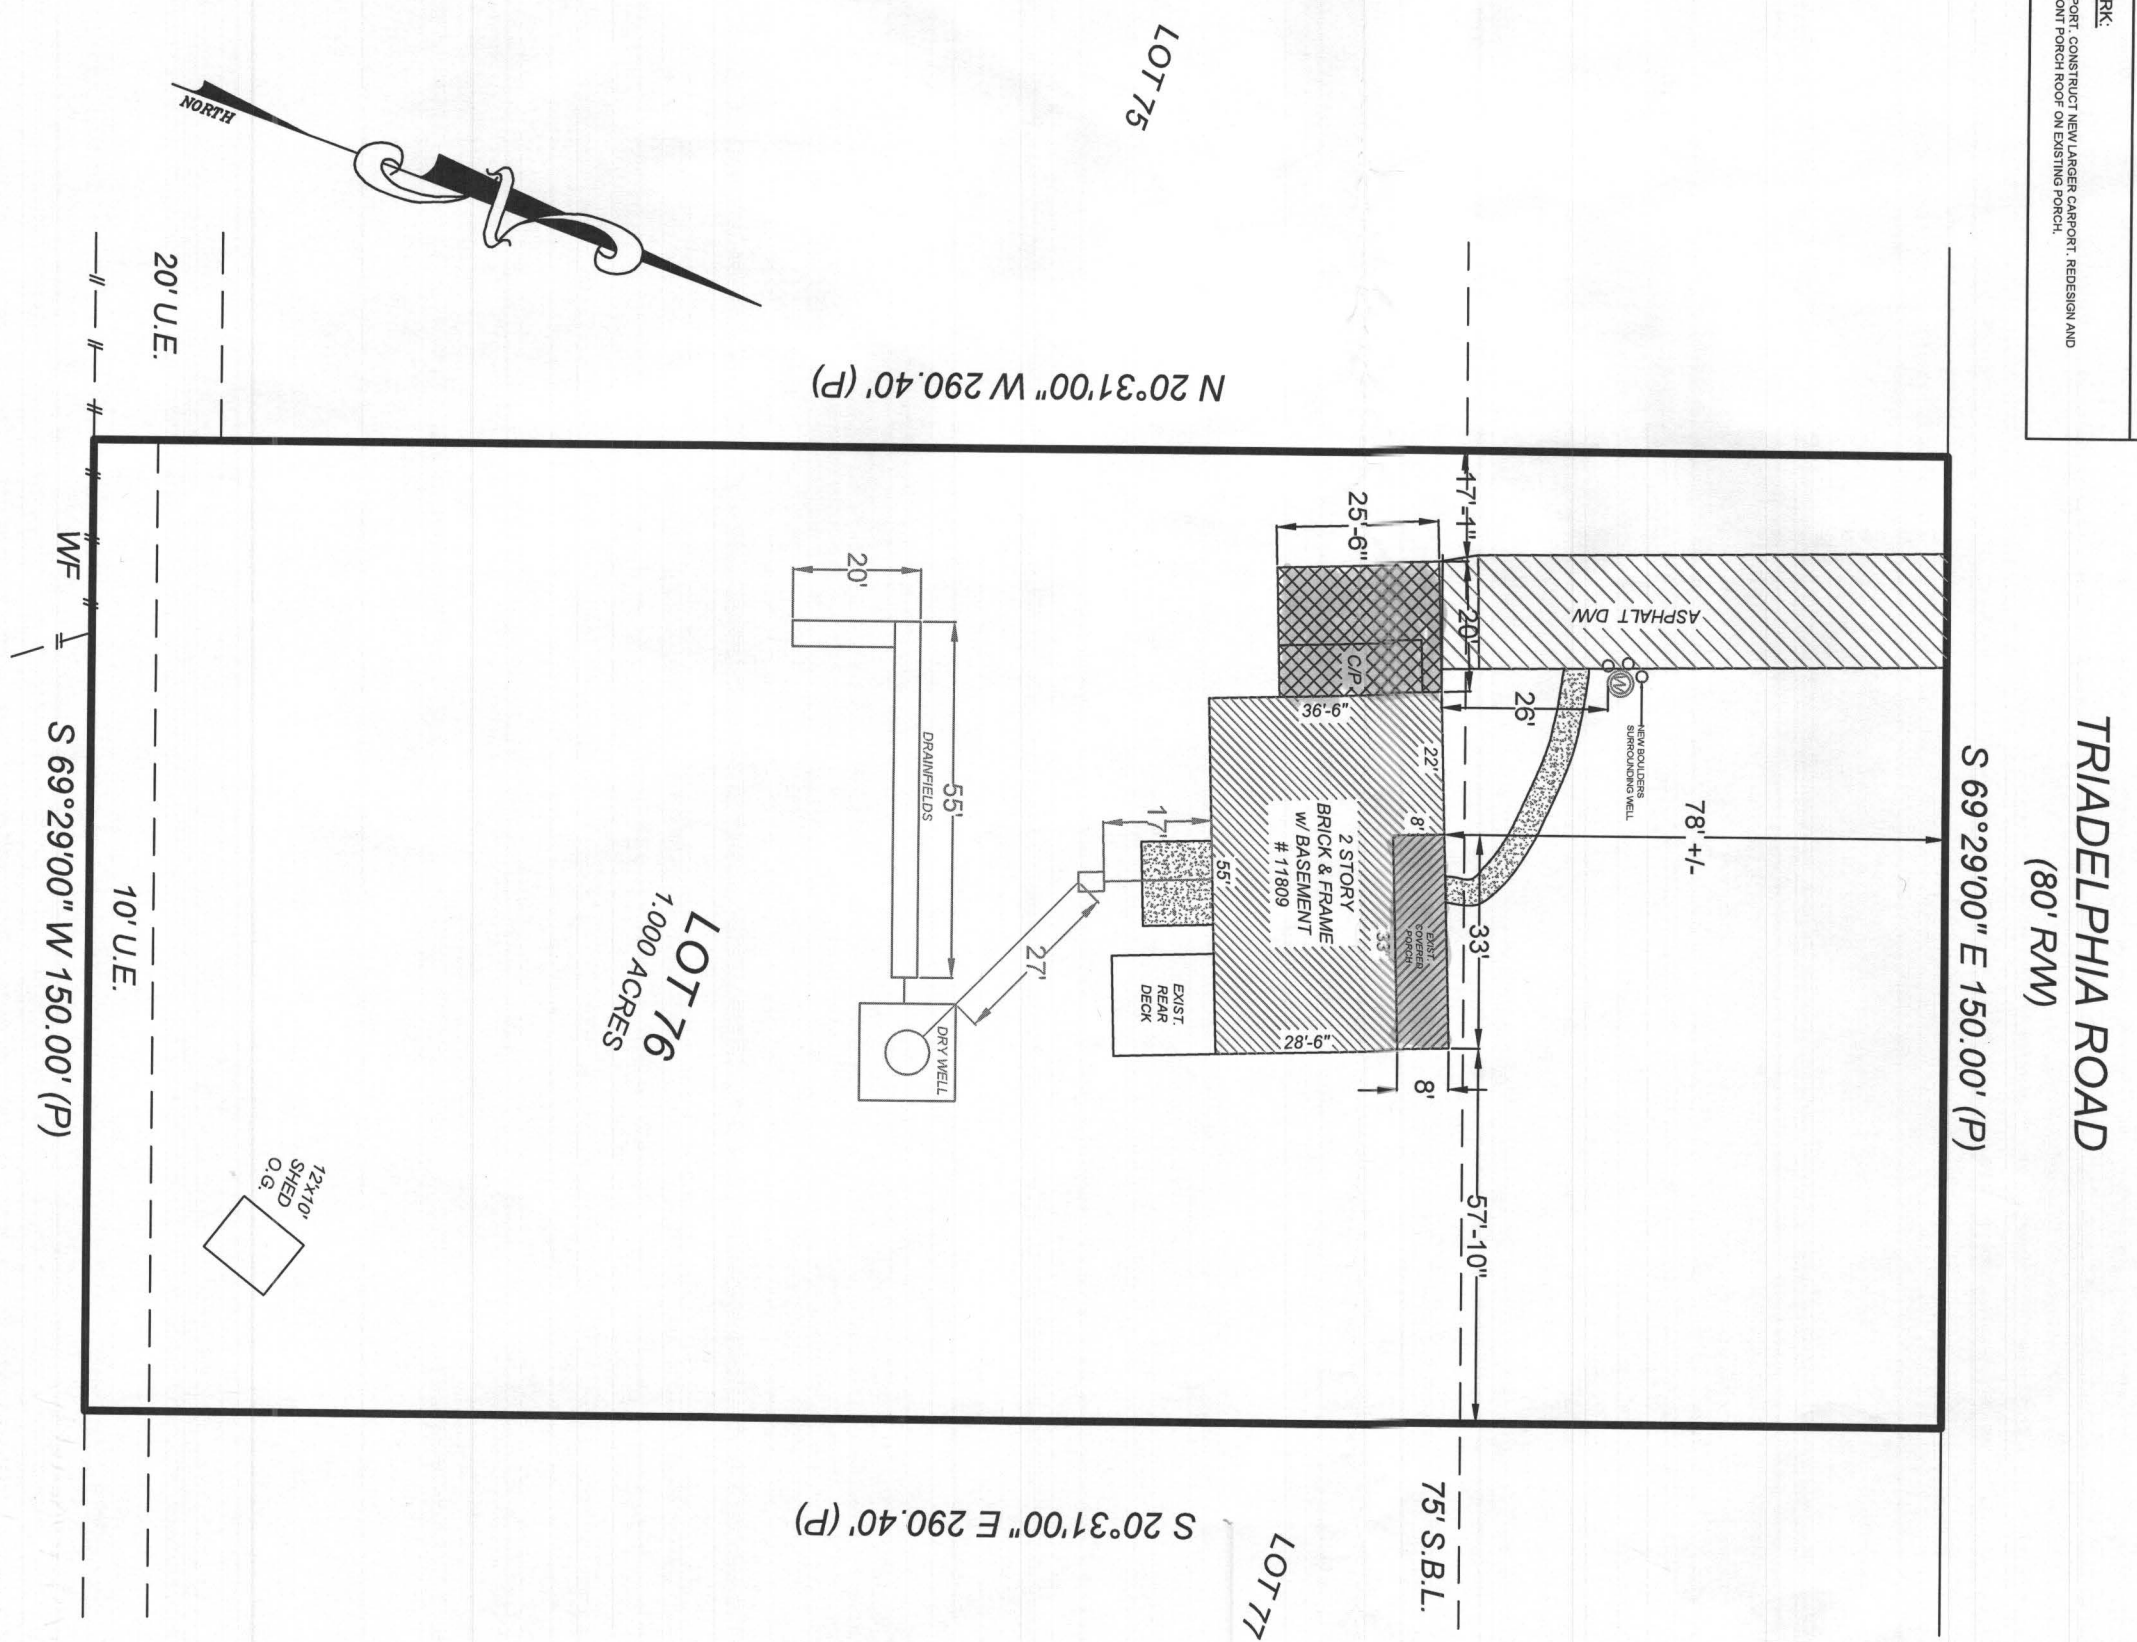 RK:
PORT. CONSTRUCT NEW LARGER CARPORT. REDESIGN AND
ONT PORCH ROOF ON EXISTING PORCH.
TRIADELPHIA ROAD
(80' R/W)
S 69°29'00" E 150.00' (P)
LOT 75
NORTH
N 20°31'00" W 290.40' (P)
20' U.E.
17'-1"
25'-6"
ASPHALT D/W
20'
C/P
26'
NEW BOULDERS
SURROUNDING WELL
W
78' +/-
36'-6"
22'
8'
2 STORY
BRICK & FRAME
W/ BASEMENT
# 11809
EXIST.
COVERED
PORCH
33'
33'
55'
28'-6"
8'
57'-10"
17'
EXIST.
REAR
DECK
20'
55'
DRAINFIELDS
27'
DRY WELL
LOT 76
1.000 ACRES
12'X10'
SHED
O.G.
10' U.E.
WF
S 69°29'00" W 150.00' (P)
75' S.B.L.
S 20°31'00" E 290.40' (P)
LOT 77